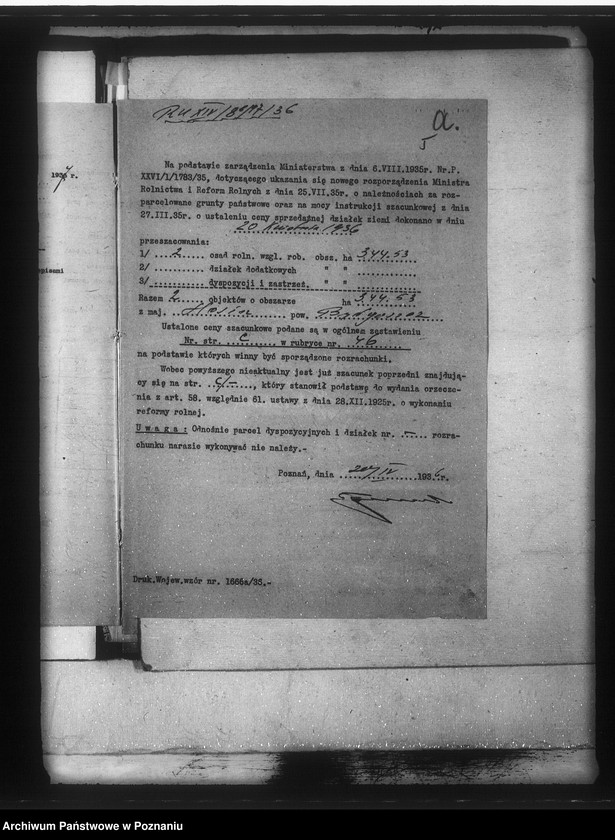 RU XIV/8997/36
a.
5
1937 r.
Na podstawie zarządzenia Ministerstwa z dnia 6.VIII.1935r. Nr.P.
XXVI/1/1783/35, dotyczącego ukazania się nowego rozporządzenia Ministra
Rolnictwa i Reform Rolnych z dnia 25.VII.35r. o należnościach za roz-
parcelowane grunty państwowe oraz na mocy instrukcji szacunkowej z dnia
27.III.35r. o ustaleniu ceny sprzedażnej działek ziemi dokonano w dniu
20 kwietnia 1936
przeszacowania:
1/ ..2...... osad roln. wzgl. rob. obsz. ha 344.53
2/ ......... działek dodatkowych " " ............
3/ ......... dyspozycji i zastrzeż. " " ............
Razem 2..... objektów o obszarze ha 344.53
z maj. ............ pow. ............
Ustalone ceny szacunkowe podane są w ogólnem zestawieniu
Nr. str. C........ w rubryce nr. 46....
na podstawie których winny być sporządzone rozrachunki.
Wobec powyższego nieaktualny jest już szacunek poprzedni znajdują-
cy się na str. ......., który stanowił podstawę do wydania orzecze-
nia z art. 58. względnie 61. ustawy z dnia 28.XII.1925r. o wykonaniu
reformy rolnej.
U w a g a : Odnośnie parcel dyspozycyjnych i działek nr. ..—.. rozra-
chunku narazie wykonywać nie należy.-
Poznań, dnia 20/IV 1936r.
Druk.Wojew.wzór nr. 1666a/35.-
Archiwum Państwowe w Poznaniu